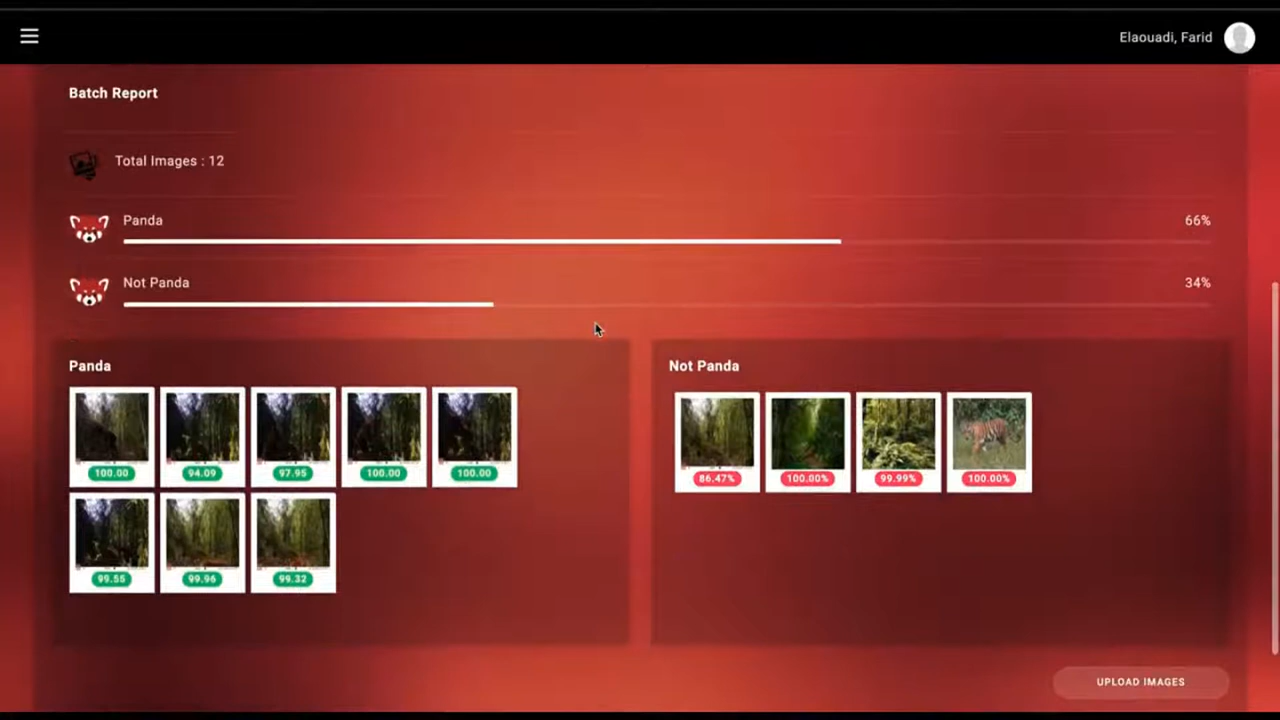 Elaouadi, Farid
Batch Report
Total Images : 12
Panda
66%
Not Panda
34%
Panda
100.00
94.09
97.95
100.00
100.00
99.55
99.96
99.32
Not Panda
86.47%
100.00%
99.99%
100.00%
UPLOAD IMAGES